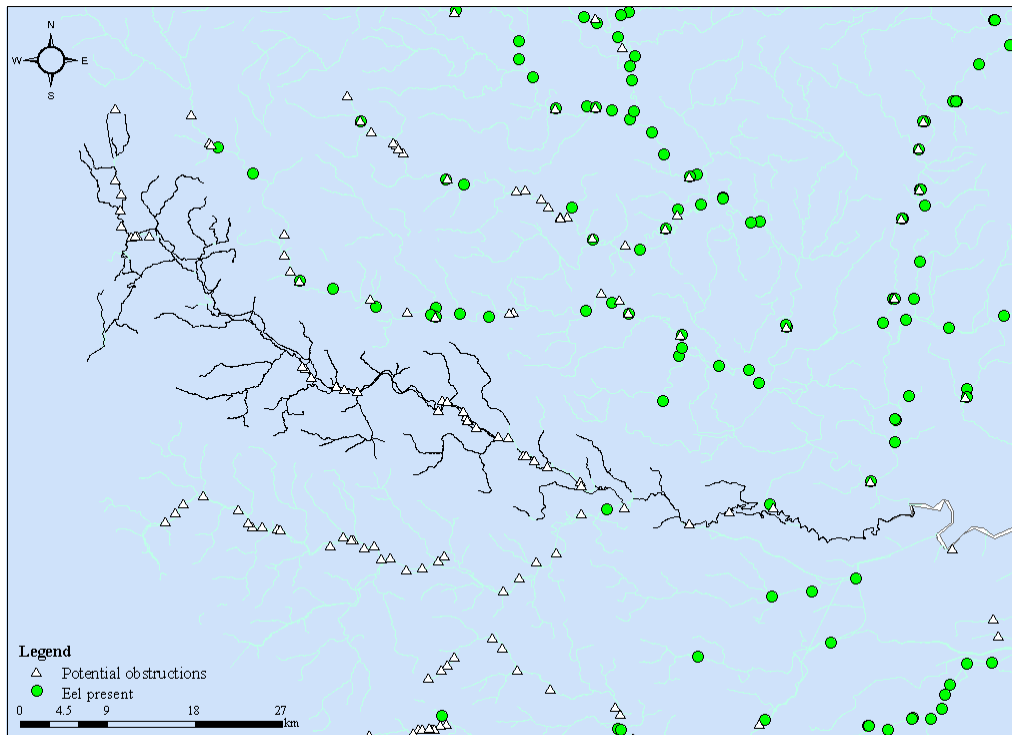 N
W E
S
Legend
Potential obstructions
Eel present
0 4.5 9 18 27
km